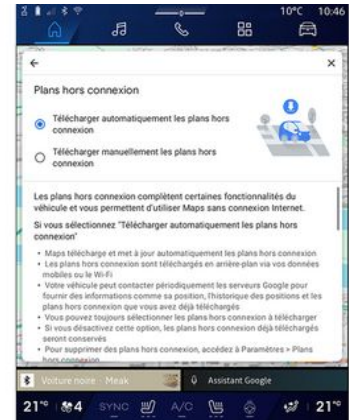 10°C 10:46
Plans hors connexion
Télécharger automatiquement les plans hors
connexion
Télécharger manuellement les plans hors
connexion
Les plans hors connexion complètent certaines fonctionnalités du
véhicule et vous permettent d'utiliser Maps sans connexion Internet.
Si vous sélectionnez "Télécharger automatiquement les plans hors
connexion"
• Maps télécharge et met à jour automatiquement les plans hors connexion
• Les plans hors connexion sont téléchargés en arrière-plan via vos données
mobiles ou le Wi-Fi
• Votre véhicule peut contacter périodiquement les serveurs Google pour
fournir des informations comme sa position, l'historique des positions et les
plans hors connexion que vous avez déjà téléchargés
• Vous pouvez toujours sélectionner les plans hors connexion à télécharger
• Si vous désactivez cette option, les plans hors connexion déjà téléchargés
seront conservés
• Pour supprimer des plans hors connexion, accédez à Paramètres > Plans
hors connexion
Voiture noire - Meak Assistant Google
21° 4 SYNC A/C 21°